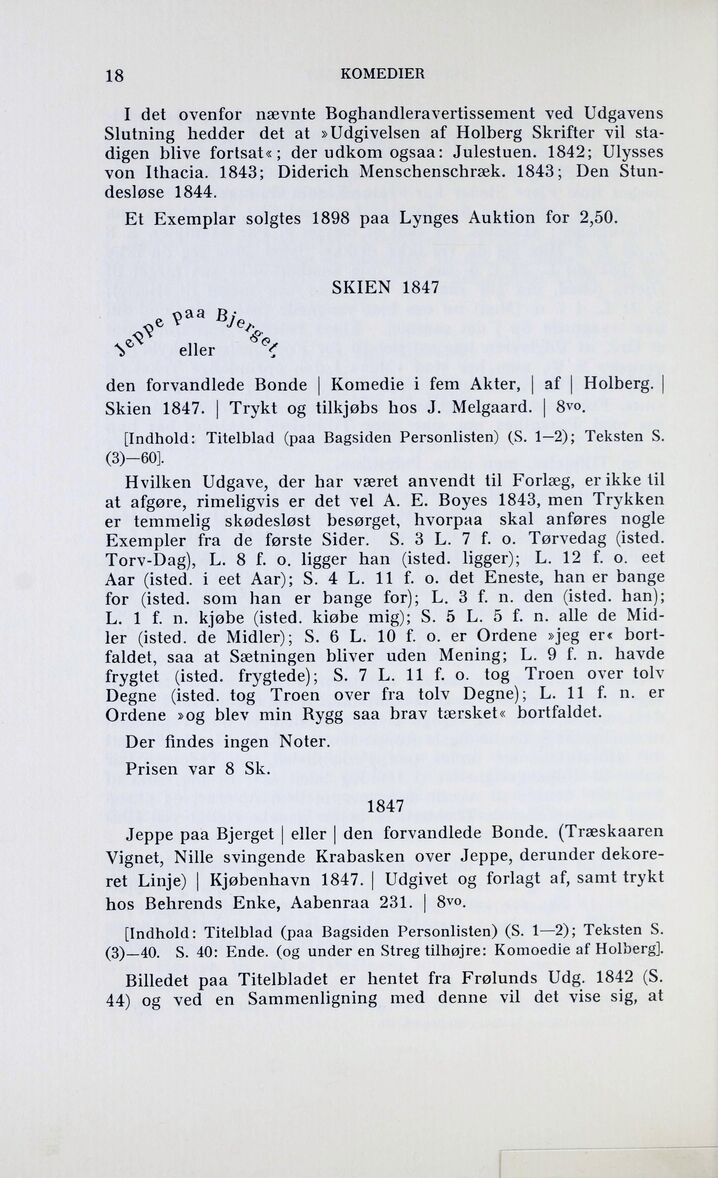 18 KOMEDIER
I det ovenfor nævnte Boghandleravertissement ved Udgavens
Slutning hedder det at »Udgivelsen af Holberg Skrifter vil sta-
digen blive fortsat«; der udkom ogsaa: Julestuen. 1842; Ulysses
von Ithacia. 1843; Diderich Menschenschræk. 1843; Den Stun-
desløse 1844.
Et Exemplar solgtes 1898 paa Lynges Auktion for 2,50.
SKIEN 1847
Jeppe paa Bjerget,
eller
den forvandlede Bonde | Komedie i fem Akter, | af | Holberg. |
Skien 1847. | Trykt og tilkjøbs hos J. Melgaard. | 8vo.
[Indhold: Titelblad (paa Bagsiden Personlisten) (S. 1—2); Teksten S.
(3)—60].
Hvilken Udgave, der har været anvendt til Forlæg, er ikke til
at afgøre, rimeligvis er det vel A. E. Boyes 1843, men Trykken
er temmelig skødesløst besørget, hvorpaa skal anføres nogle
Exempler fra de første Sider. S. 3 L. 7 f. o. Tørvedag (isted.
Torv-Dag), L. 8 f. o. ligger han (isted. ligger); L. 12 f. o. eet
Aar (isted. i eet Aar); S. 4 L. 11 f. o. det Eneste, han er bange
for (isted. som han er bange for); L. 3 f. n. den (isted. han);
L. 1 f. n. kjøbe (isted. kiøbe mig); S. 5 L. 5 f. n. alle de Mid-
ler (isted. de Midler); S. 6 L. 10 f. o. er Ordene »jeg er« bort-
faldet, saa at Sætningen bliver uden Mening; L. 9 f. n. havde
frygtet (isted. frygtede); S. 7 L. 11 f. o. tog Troen over tolv
Degne (isted. tog Troen over fra tolv Degne); L. 11 f. n. er
Ordene »og blev min Rygg saa brav tærsket« bortfaldet.
Der findes ingen Noter.
Prisen var 8 Sk.
1847
Jeppe paa Bjerget | eller | den forvandlede Bonde. (Træskaaren
Vignet, Nille svingende Krabasken over Jeppe, derunder dekore-
ret Linje) | Kjøbenhavn 1847. | Udgivet og forlagt af, samt trykt
hos Behrends Enke, Aabenraa 231. | 8vo.
[Indhold: Titelblad (paa Bagsiden Personlisten) (S. 1—2); Teksten S.
(3)—40. S. 40: Ende. (og under en Streg tilhøjre: Komoedie af Holberg].
Billedet paa Titelbladet er hentet fra Frølunds Udg. 1842 (S.
44) og ved en Sammenligning med denne vil det vise sig, at